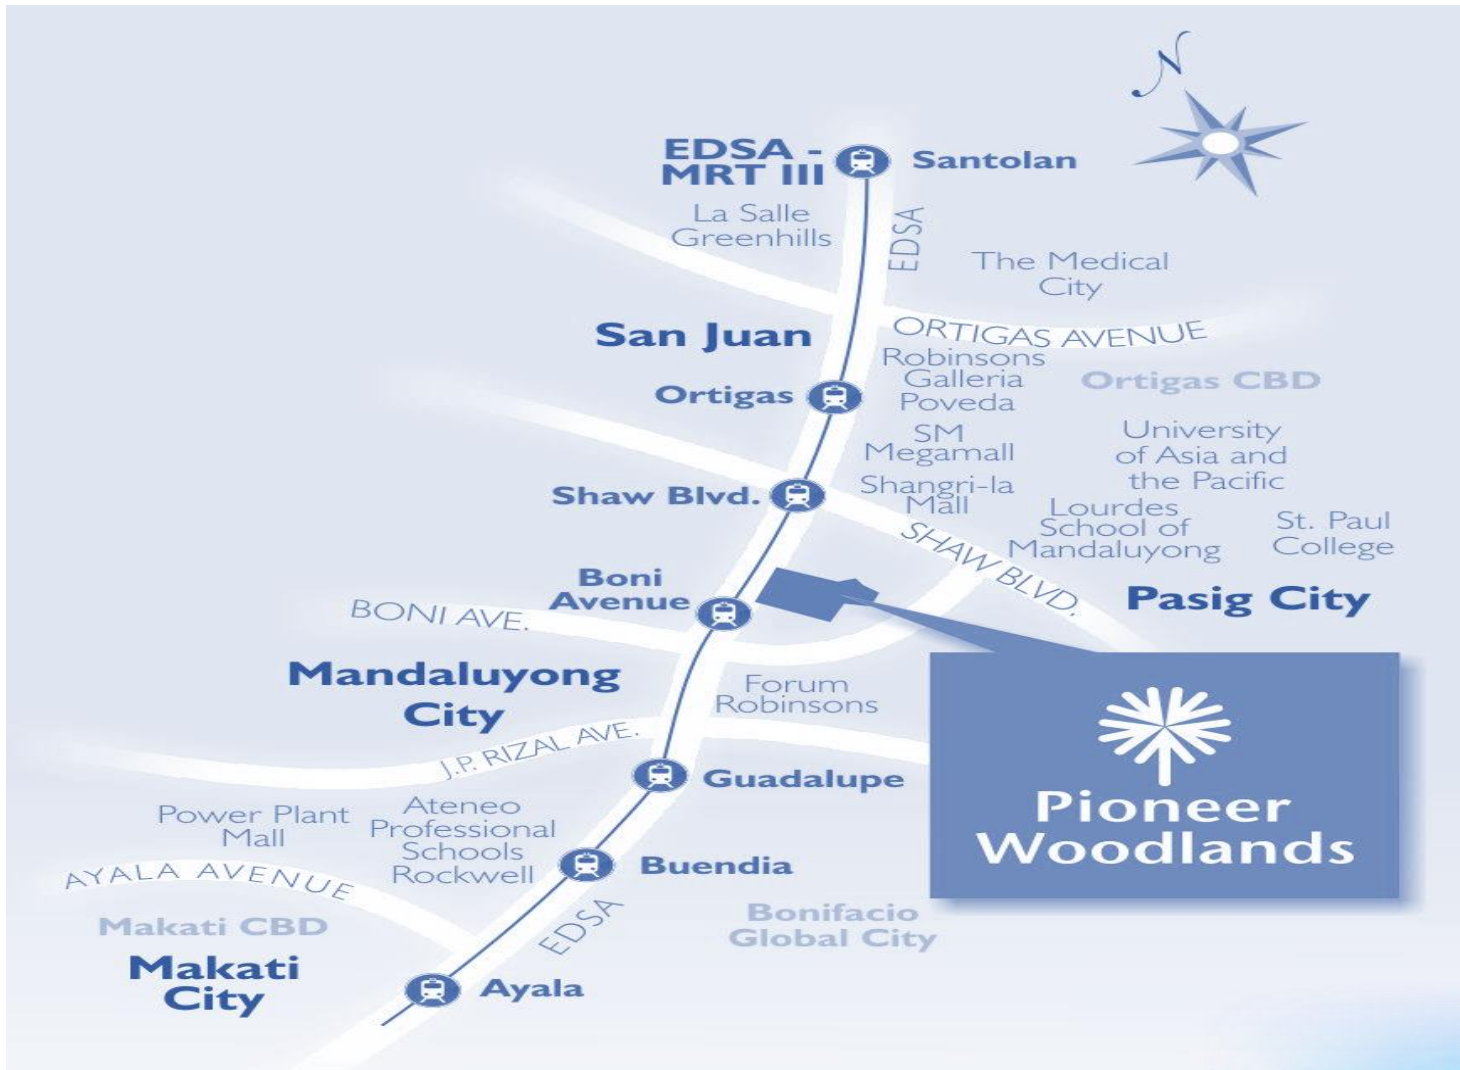 N
EDSA -
MRT III
Santolan
La Salle
Greenhills
EDSA
The Medical
City
San Juan
ORTIGAS AVENUE
Robinsons
Galleria
Poveda
Ortigas CBD
Ortigas
SM
Megamall
University
of Asia and
the Pacific
Shaw Blvd.
Shangri-la
Mall
Lourdes
School of
Mandaluyong
St. Paul
College
SHAW BLVD.
Boni
Avenue
Pasig City
BONI AVE.
Mandaluyong
City
Forum
Robinsons
J.P. RIZAL AVE.
Guadalupe
Pioneer
Woodlands
Power Plant
Mall
Ateneo
Professional
Schools
Rockwell
Buendia
AYALA AVENUE
Makati CBD
EDSA
Bonifacio
Global City
Makati
City
Ayala